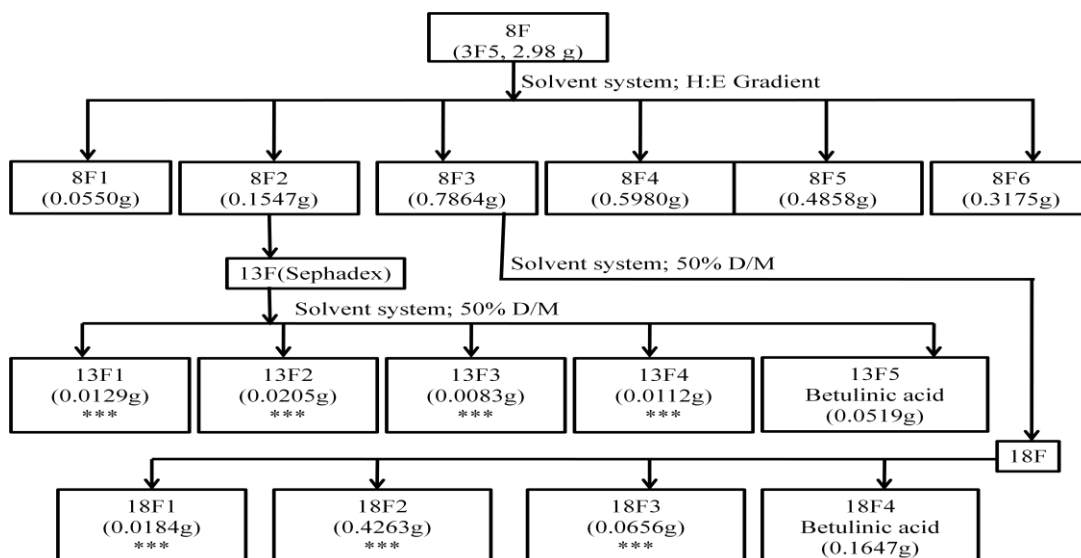 8F
(3F5, 2.98 g)
Solvent system; H:E Gradient
8F1
(0.0550g)
8F2
(0.1547g)
8F3
(0.7864g)
8F4
(0.5980g)
8F5
(0.4858g)
8F6
(0.3175g)
13F(Sephadex)
Solvent system; 50% D/M
Solvent system; 50% D/M
13F1
(0.0129g)
***
13F2
(0.0205g)
***
13F3
(0.0083g)
***
13F4
(0.0112g)
***
13F5
Betulinic acid
(0.0519g)
18F
18F1
(0.0184g)
***
18F2
(0.4263g)
***
18F3
(0.0656g)
***
18F4
Betulinic acid
(0.1647g)